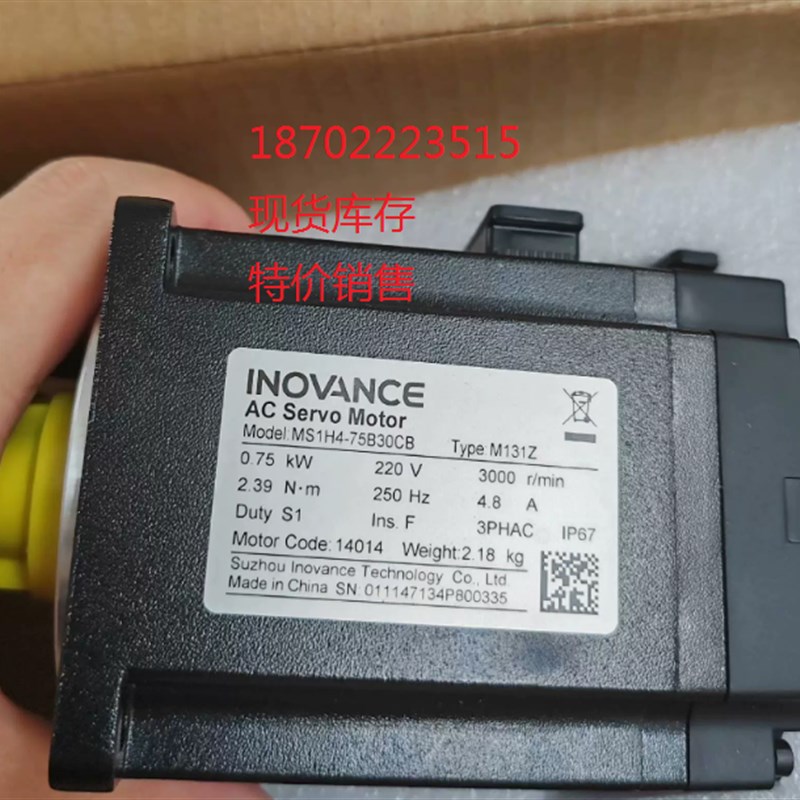 18702223515
现货库存
特价销售
INOVANCE
AC Servo Motor
Model: MS1H4-75B30CB Type: M131Z
0.75 kW 220 V 3000 r/min
2.39 N·m 250 Hz 4.8 A
Duty S1 Ins. F 3PHAC IP67
Motor Code: 14014 Weight: 2.18 kg
Suzhou Inovance Technology Co., Ltd.
Made in China SN: 011147134P800335